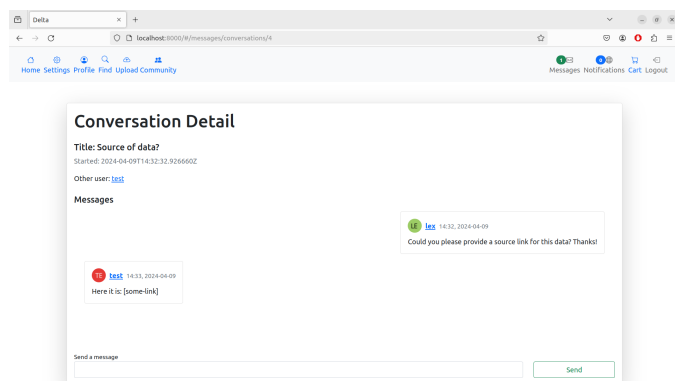 Delta
localhost:8000/#/messages/conversations/4
1 0
Home Settings Profile Find Upload Community Messages Notifications Cart Logout
Conversation Detail
Title: Source of data?
Started: 2024-04-09T14:32:32.926660Z
Other user: test
Messages
LE lex 14:32, 2024-04-09
Could you please provide a source link for this data? Thanks!
TE test 14:33, 2024-04-09
Here it is: [some-link]
Send a message
Send